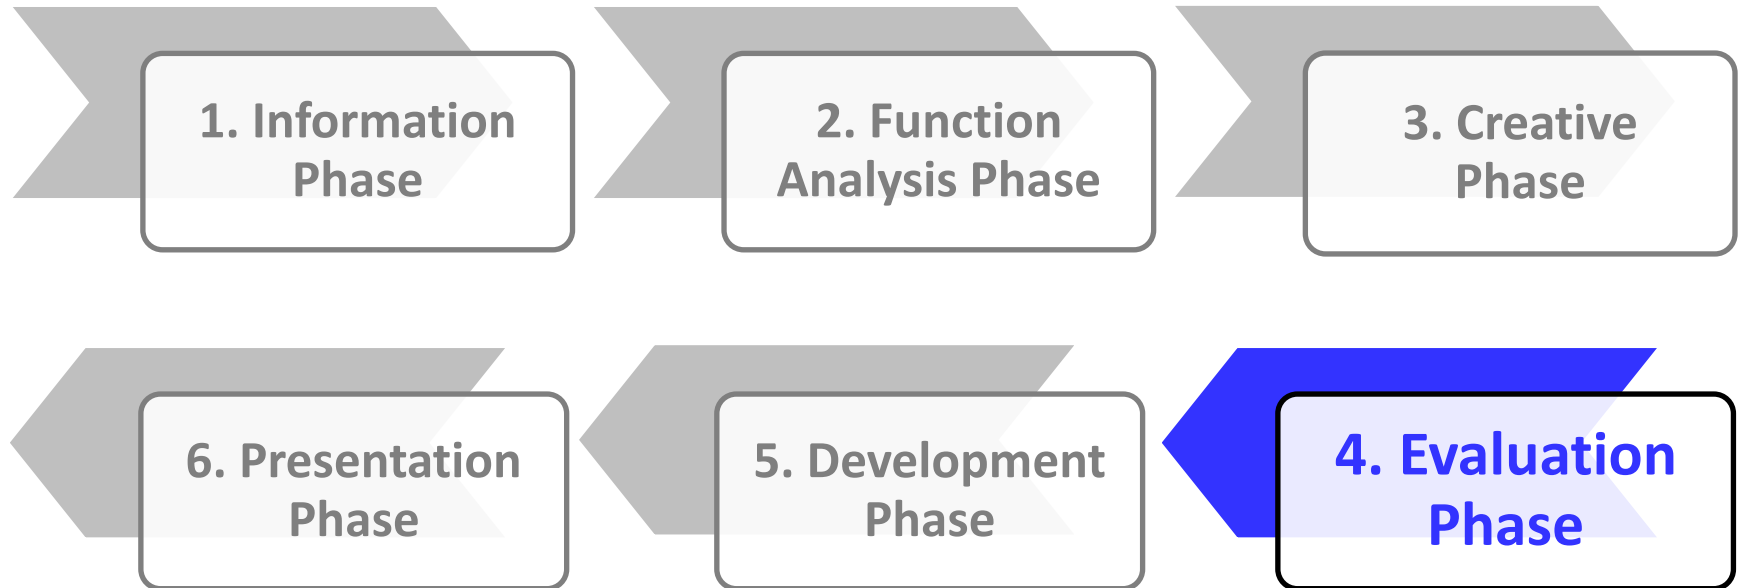 1. Information
Phase
2. Function
Analysis Phase
3. Creative
Phase
4. Evaluation
Phase
5. Development
Phase
6. Presentation
Phase